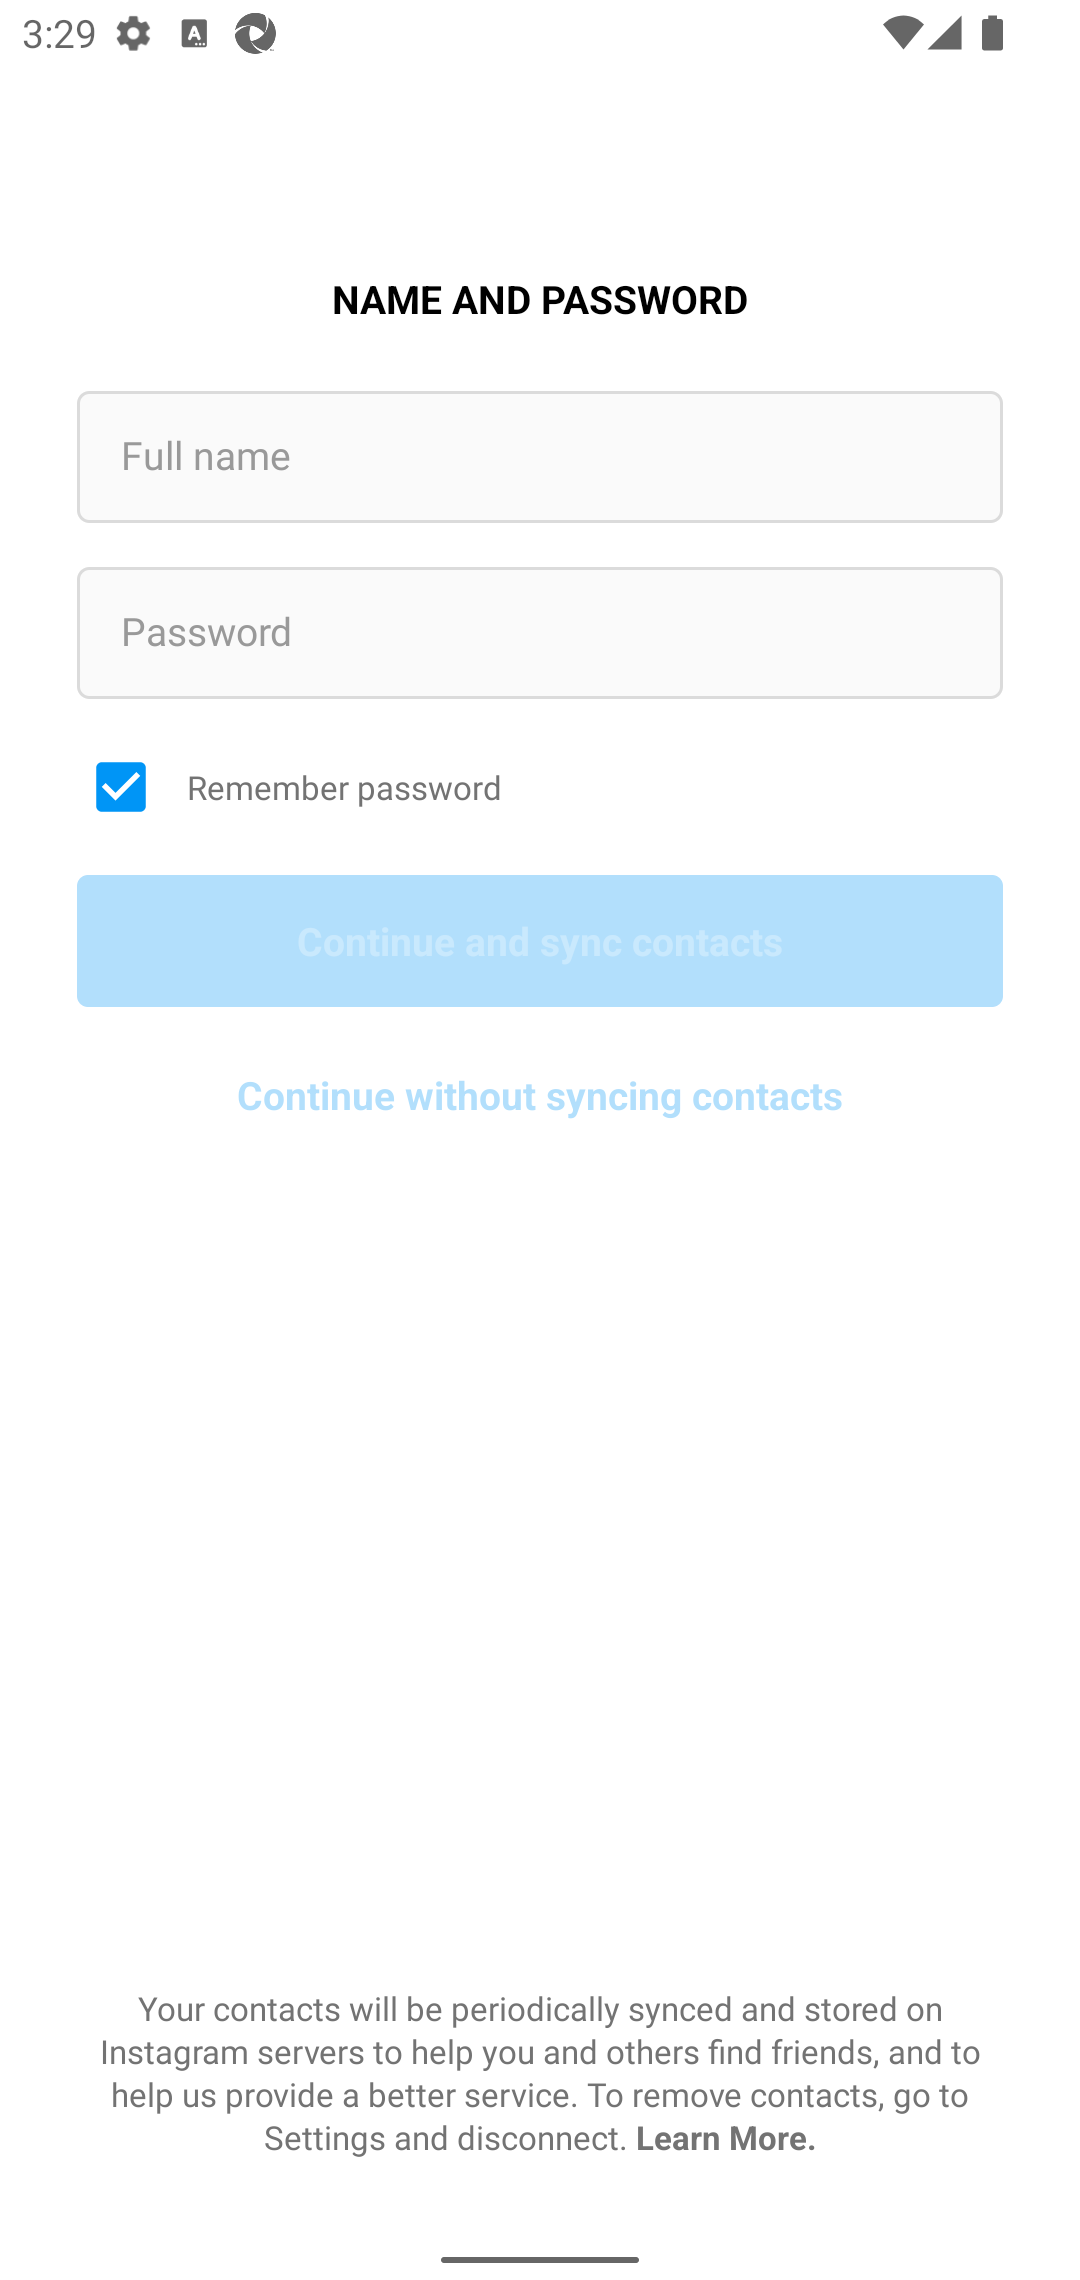 3:29
NAME AND PASSWORD
Full name
Password
Remember password
Continue and sync contacts
Continue without syncing contacts
Your contacts will be periodically synced and stored on
Instagram servers to help you and others find friends, and to
help us provide a better service. To remove contacts, go to
Settings and disconnect. Learn More.